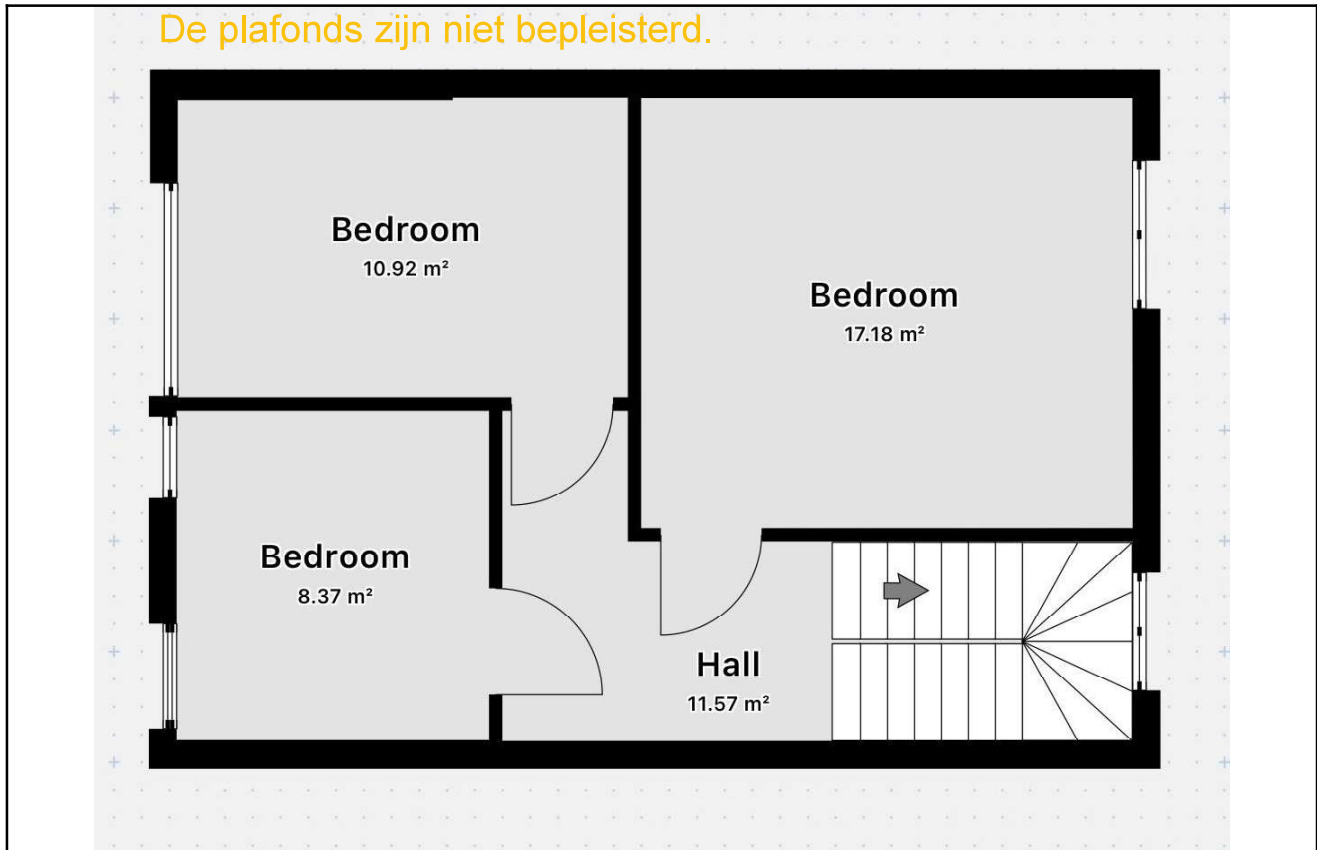 De plafonds zijn niet bepleisterd.
Bedroom
10.92 m²
Bedroom
17.18 m²
Bedroom
8.37 m²
Hall
11.57 m²